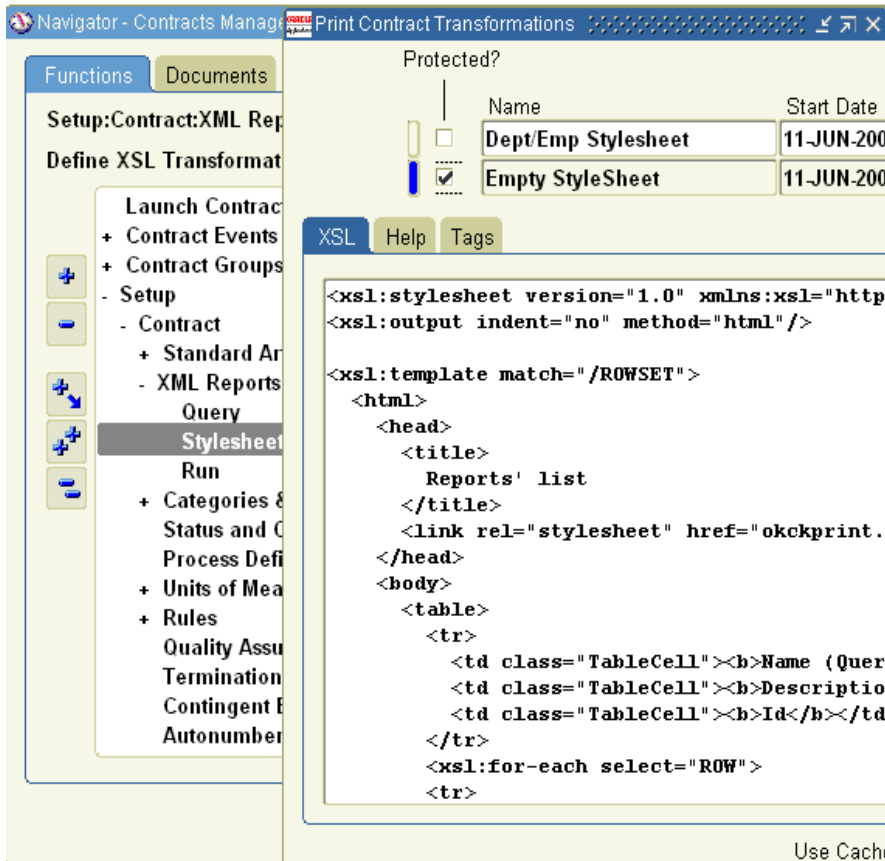 Navigator - Contracts Manage
ORACLE
Applications
Print Contract Transformations
Functions
Documents
Setup:Contract:XML Rep
Define XSL Transformat
Launch Contrac
+ Contract Events
+ Contract Groups
- Setup
- Contract
+ Standard Ar
- XML Reports
Query
Stylesheet
Run
+ Categories &
Status and C
Process Defi
+ Units of Mea
+ Rules
Quality Assu
Termination
Contingent E
Autonumber
Protected?
Name
Start Date
Dept/Emp Stylesheet
11-JUN-200
Empty StyleSheet
11-JUN-200
XSL
Help
Tags
<xsl:stylesheet version="1.0" xmlns:xsl="http
<xsl:output indent="no" method="html"/>
<xsl:template match="/ROWSET">
<html>
<head>
<title>
Reports' list
</title>
<link rel="stylesheet" href="okckprint.
</head>
<body>
<table>
<tr>
<td class="TableCell"><b>Name (Quer
<td class="TableCell"><b>Descriptio
<td class="TableCell"><b>Id</b></td
</tr>
<xsl:for-each select="ROW">
<tr>
Use Cache